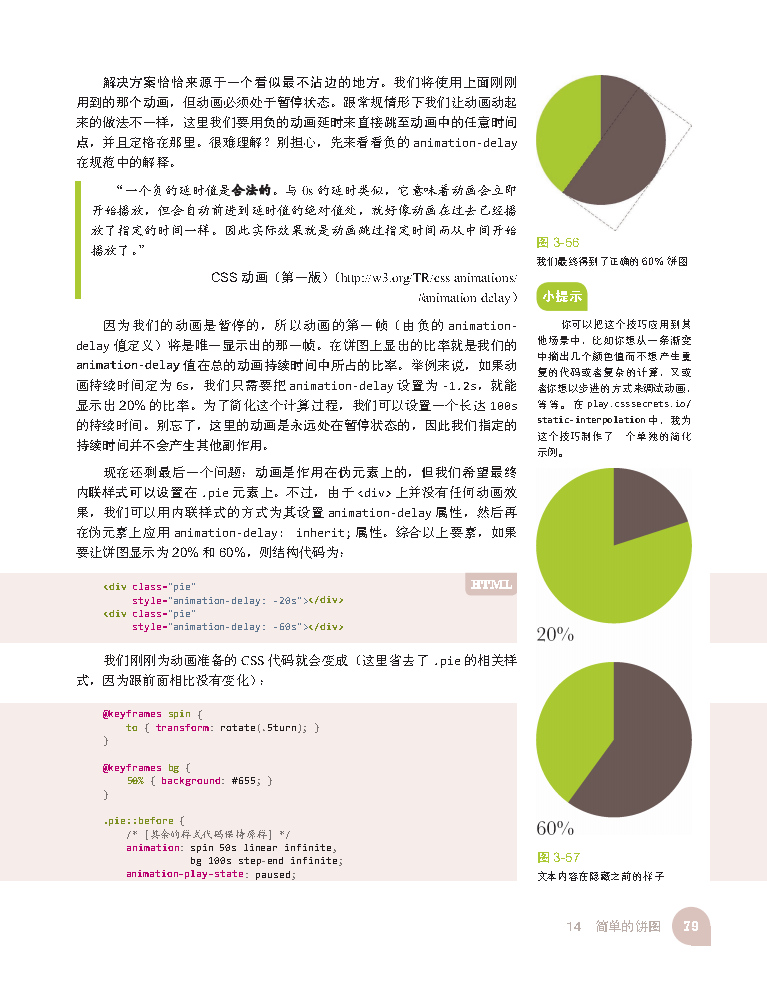 解决方案恰恰来源于一个看似最不沾边的地方。我们将使用上面刚刚
用到的那个动画，但动画必须处于暂停状态。跟常规情形下我们让动画动起
来的做法不一样，这里我们要用负的动画延时来直接跳至动画中的任意时间
点，并且定格在那里。很难理解？别担心，先来看看负的 animation-delay
在规范中的解释。
“一个负的延时值是合法的。与 0s 的延时类似，它意味着动画会立即
开始播放，但会自动前进到延时值的绝对值处，就好像动画在过去已经播
放了指定的时间一样。因此实际效果就是动画跳过指定时间而从中间开始
播放了。”
CSS 动画（第一版）（http://w3.org/TR/css-animations/
/animation-delay）
因为我们的动画是暂停的，所以动画的第一帧（由负的 animation-
delay 值定义）将是唯一显示出的那一帧。在饼图上显出的比率就是我们的
animation-delay 值在总的动画持续时间中所占的比率。举例来说，如果动
画持续时间定为 6s，我们只需要把 animation-delay 设置为 -1.2s，就能
显示出 20% 的比率。为了简化这个计算过程，我们可以设置一个长达 100s
的持续时间。别忘了，这里的动画是永远处在暂停状态的，因此我们指定的
持续时间并不会产生其他副作用。
现在还剩最后一个问题：动画是作用在伪元素上的，但我们希望最终
内联样式可以设置在 .pie 元素上。不过，由于 <div> 上并没有任何动画效
果，我们可以用内联样式的方式为其设置 animation-delay 属性，然后再
在伪元素上应用 animation-delay: inherit; 属性。综合以上要素，如果
要让饼图显示为 20% 和 60%，则结构代码为：
HTML
<div class="pie"
style="animation-delay: -20s"></div>
<div class="pie"
style="animation-delay: -60s"></div>
我们刚刚为动画准备的 CSS 代码就会变成（这里省去了 .pie 的相关样
式，因为跟前面相比没有变化）：
@keyframes spin {
to { transform: rotate(.5turn); }
}
@keyframes bg {
50% { background: #655; }
}
.pie::before {
/* [其余的样式代码保持原样] */
animation: spin 50s linear infinite,
bg 100s step-end infinite;
animation-play-state: paused;
图 3-56
我们最终得到了正确的 60% 饼图
小提示
你可以把这个技巧应用到其
他场景中，比如你想从一条渐变
中摘出几个颜色值而不想产生重
复的代码或者复杂的计算，又或
者你想以步进的方式来调试动画，
等等。在 play.csssecrets.io/
static-interpolation 中，我为
这个技巧制作了一个单独的简化
示例。
20%
60%
图 3-57
文本内容在隐藏之前的样子
14 简单的饼图 79